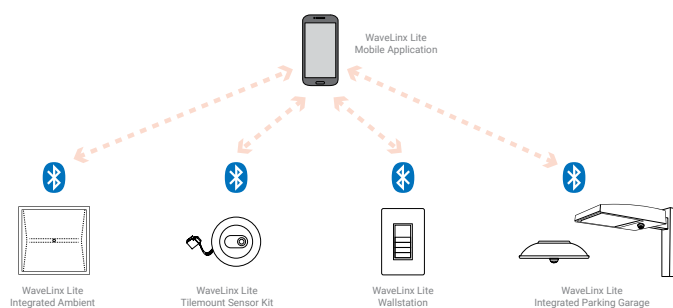 WaveLinx Lite
Mobile Application
WaveLinx Lite
Integrated Ambient
WaveLinx Lite
Tilemount Sensor Kit
WaveLinx Lite
Wallstation
WaveLinx Lite
Integrated Parking Garage